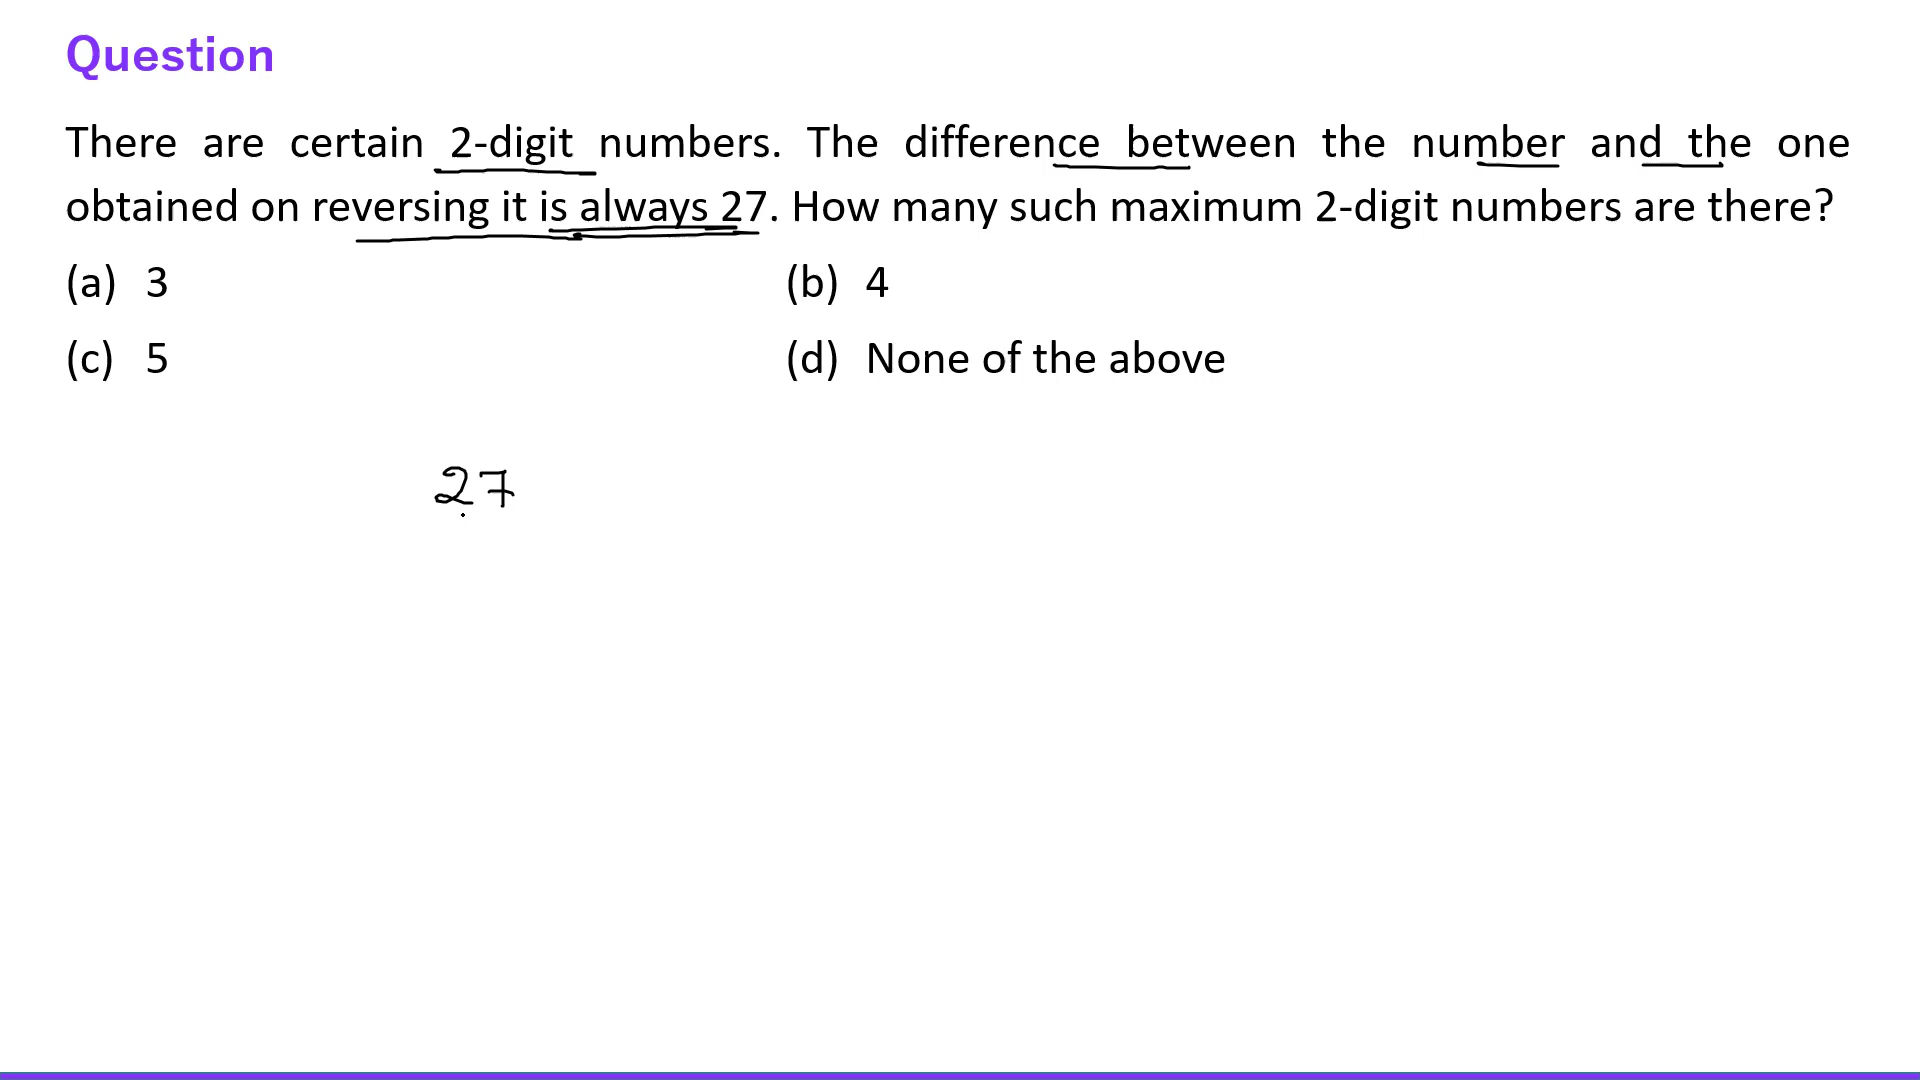 Question
There are certain 2-digit numbers. The difference between the number and the one
obtained on reversing it is always 27. How many such maximum 2-digit numbers are there?
(a) 3 (b) 4
(c) 5 (d) None of the above
27